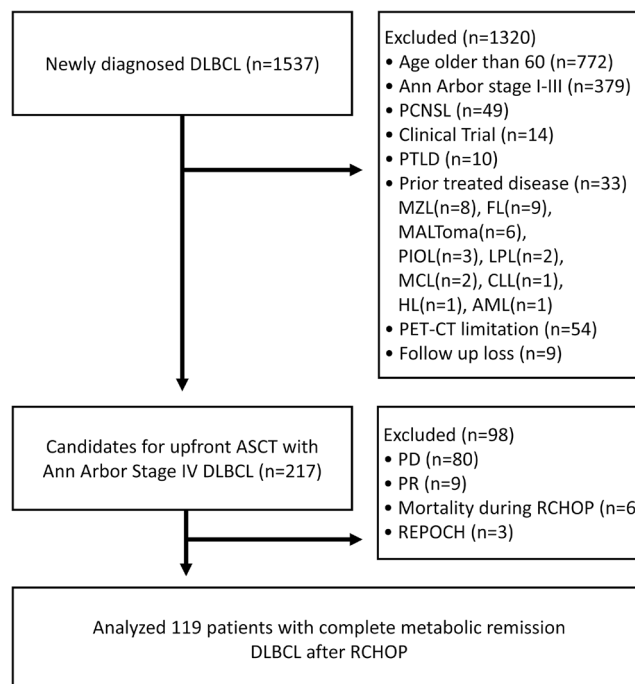 Newly diagnosed DLBCL (n=1537)
Excluded (n=1320)
• Age older than 60 (n=772)
• Ann Arbor stage I-III (n=379)
• PCNSL (n=49)
• Clinical Trial (n=14)
• PTLD (n=10)
• Prior treated disease (n=33)
MZL(n=8), FL(n=9),
MALToma(n=6),
PIOL(n=3), LPL(n=2),
MCL(n=2), CLL(n=1),
HL(n=1), AML(n=1)
• PET-CT limitation (n=54)
• Follow up loss (n=9)
Candidates for upfront ASCT with
Ann Arbor Stage IV DLBCL (n=217)
Excluded (n=98)
• PD (n=80)
• PR (n=9)
• Mortality during RCHOP (n=6
• REPOCH (n=3)
Analyzed 119 patients with complete metabolic remission
DLBCL after RCHOP